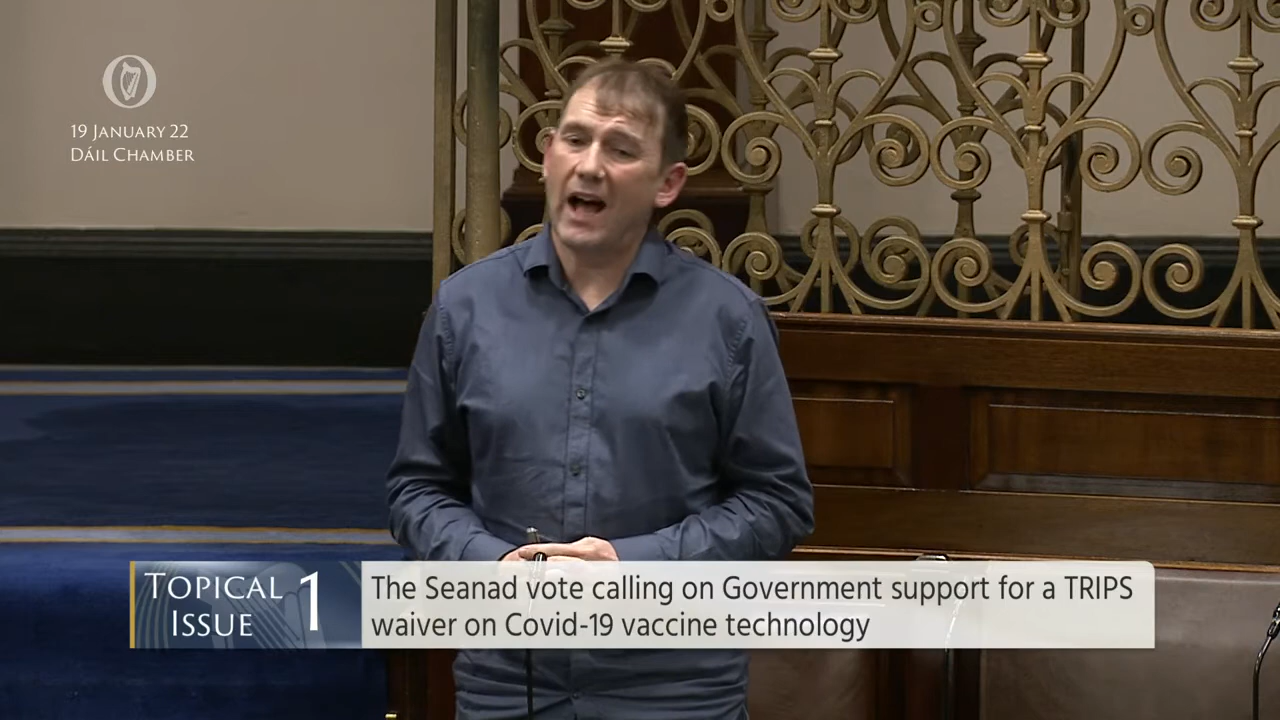 19 January 22
Dáil Chamber
Topical
Issue
1
The Seanad vote calling on Government support for a TRIPS
waiver on Covid-19 vaccine technology